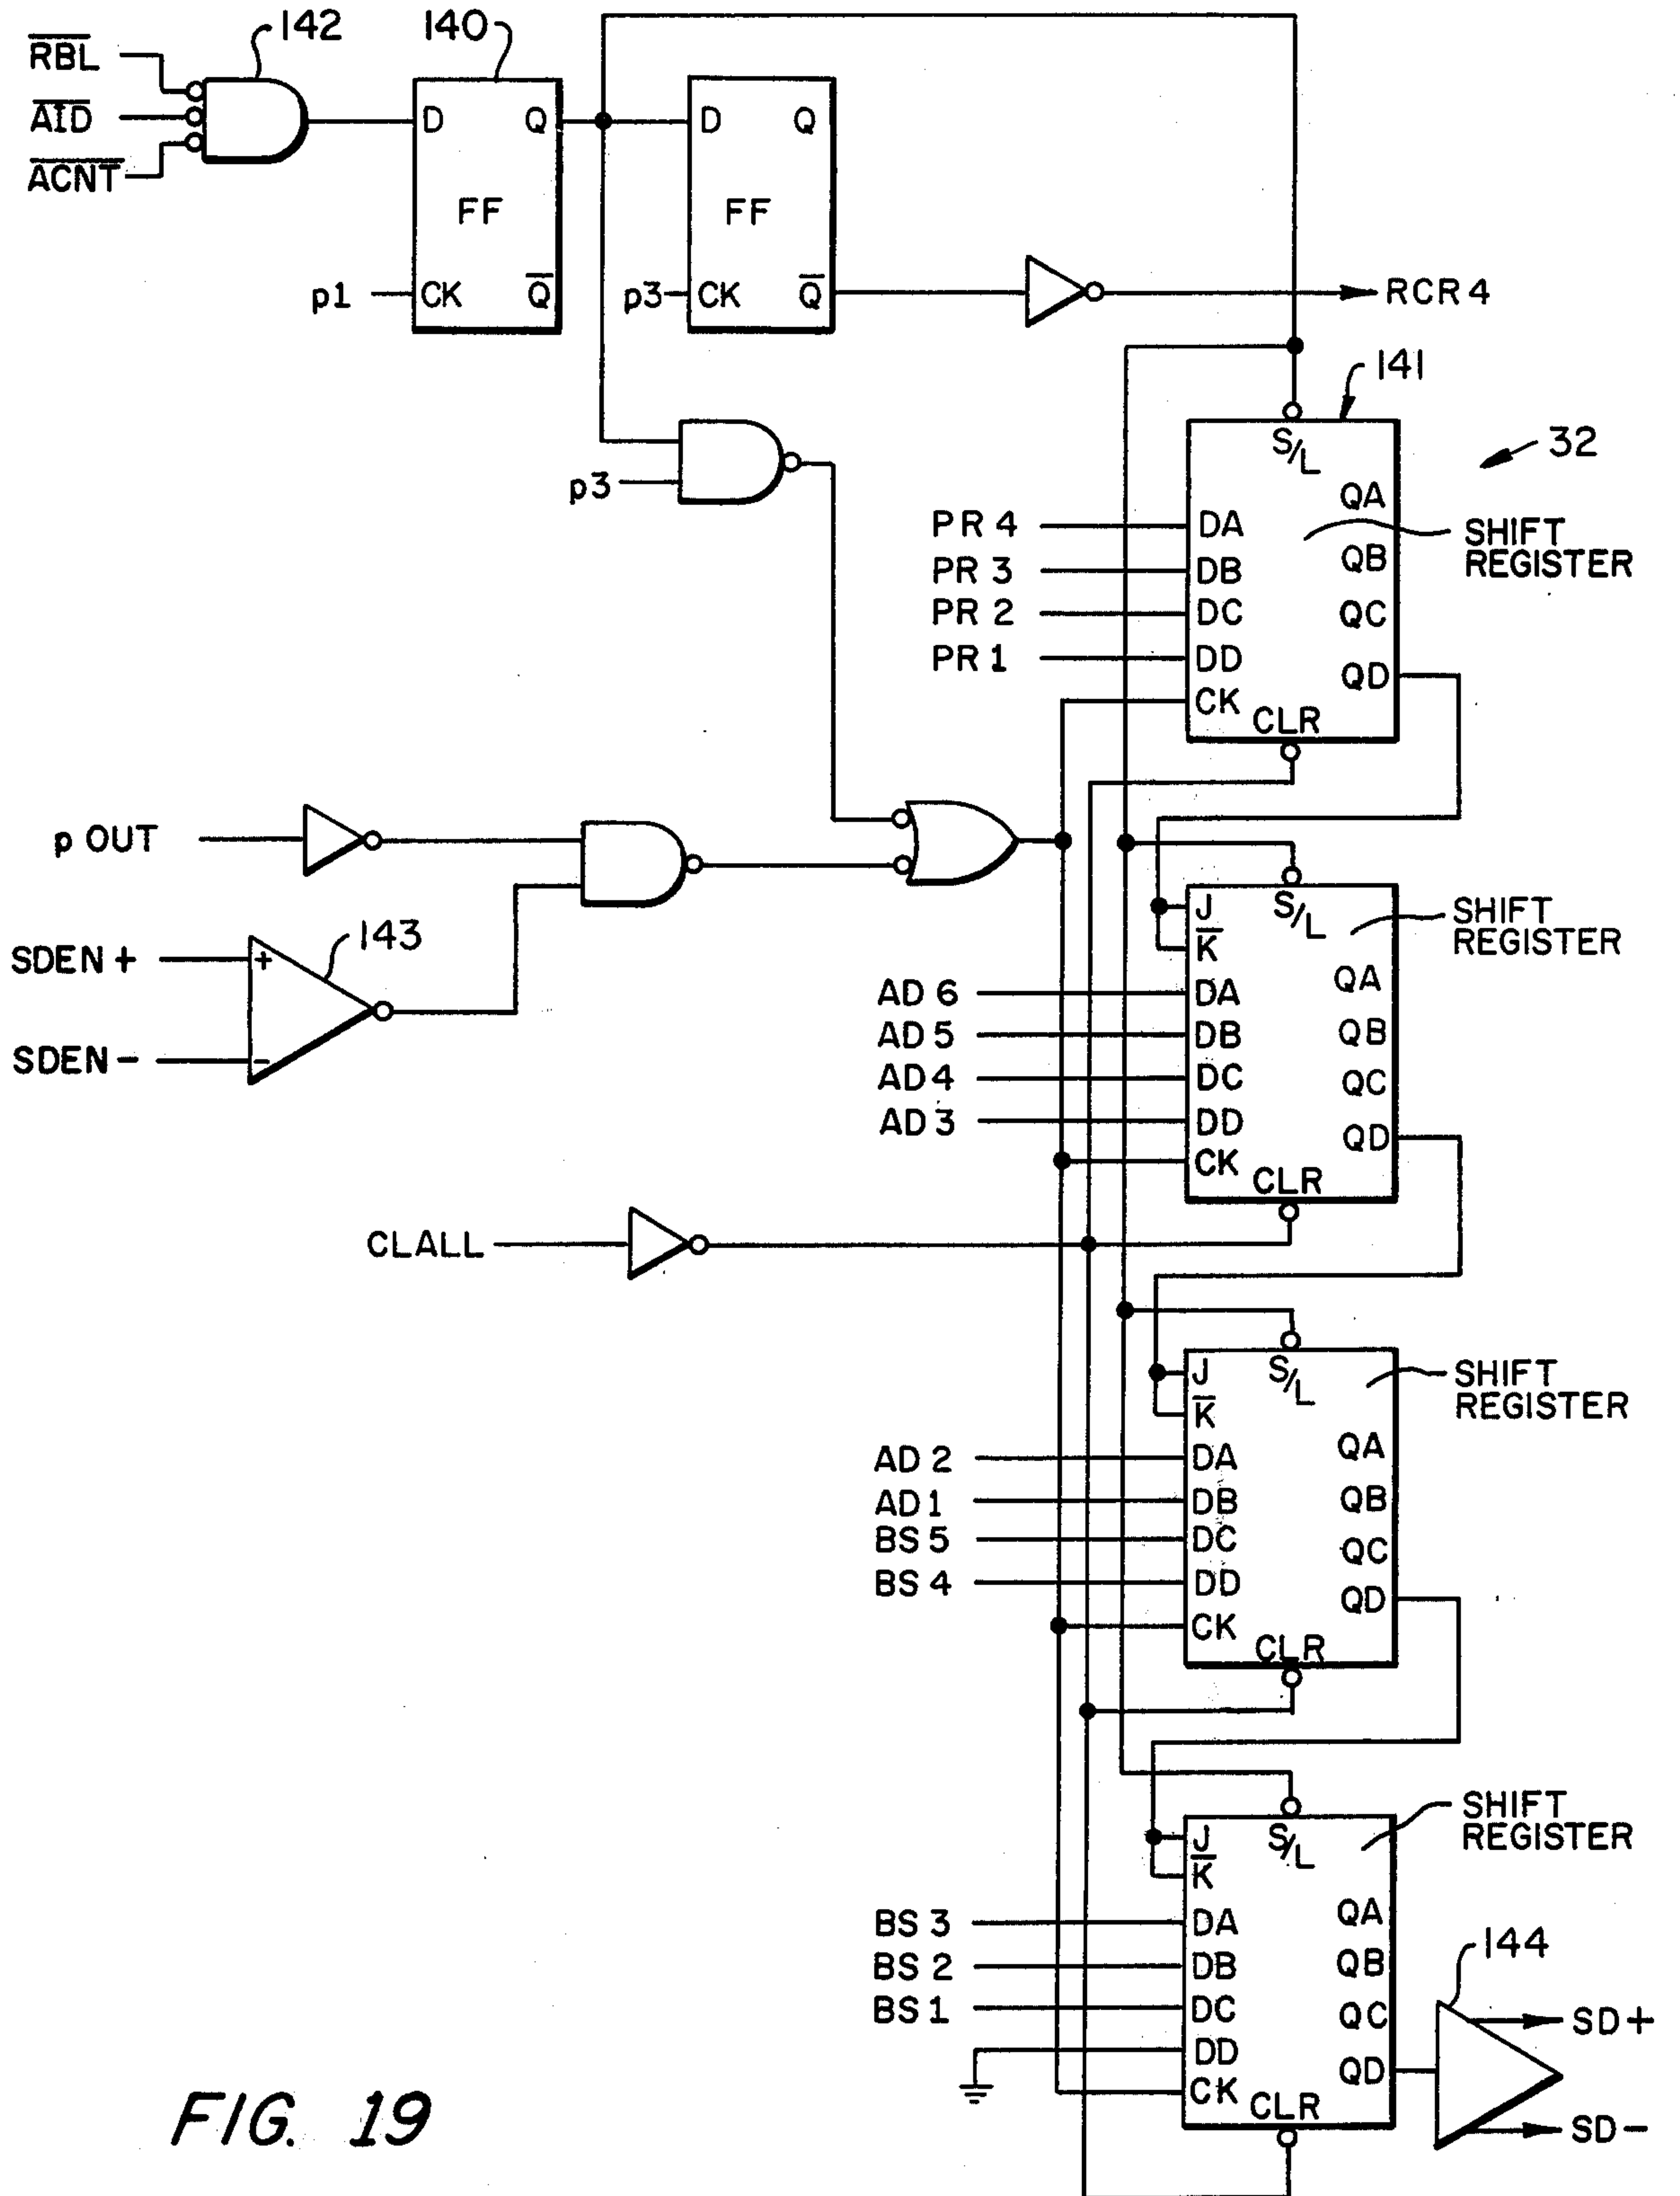 142
140
R̅B̅L̅
A̅I̅D̅
A̅C̅N̅T̅
D
Q
FF
p1
CK
Q̅
D
Q
FF
p3
CK
Q̅
RCR4
141
32
p3
S/L
QA
SHIFT
REGISTER
PR 4
DA
PR 3
DB
QB
PR 2
DC
QC
PR 1
DD
QD
CK
CLR
p OUT
143
SDEN +
+
SDEN -
-
J
K̅
S/L
SHIFT
REGISTER
QA
AD 6
DA
AD 5
DB
QB
AD 4
DC
QC
AD 3
DD
QD
CK
CLR
CLALL
J
K̅
S/L
SHIFT
REGISTER
QA
AD 2
DA
AD 1
DB
QB
BS 5
DC
QC
BS 4
DD
QD
CK
CLR
J
K̅
S/L
SHIFT
REGISTER
BS 3
DA
QA
BS 2
DB
QB
BS 1
DC
QC
DD
QD
CK
CLR
144
SD +
SD -
FIG. 19